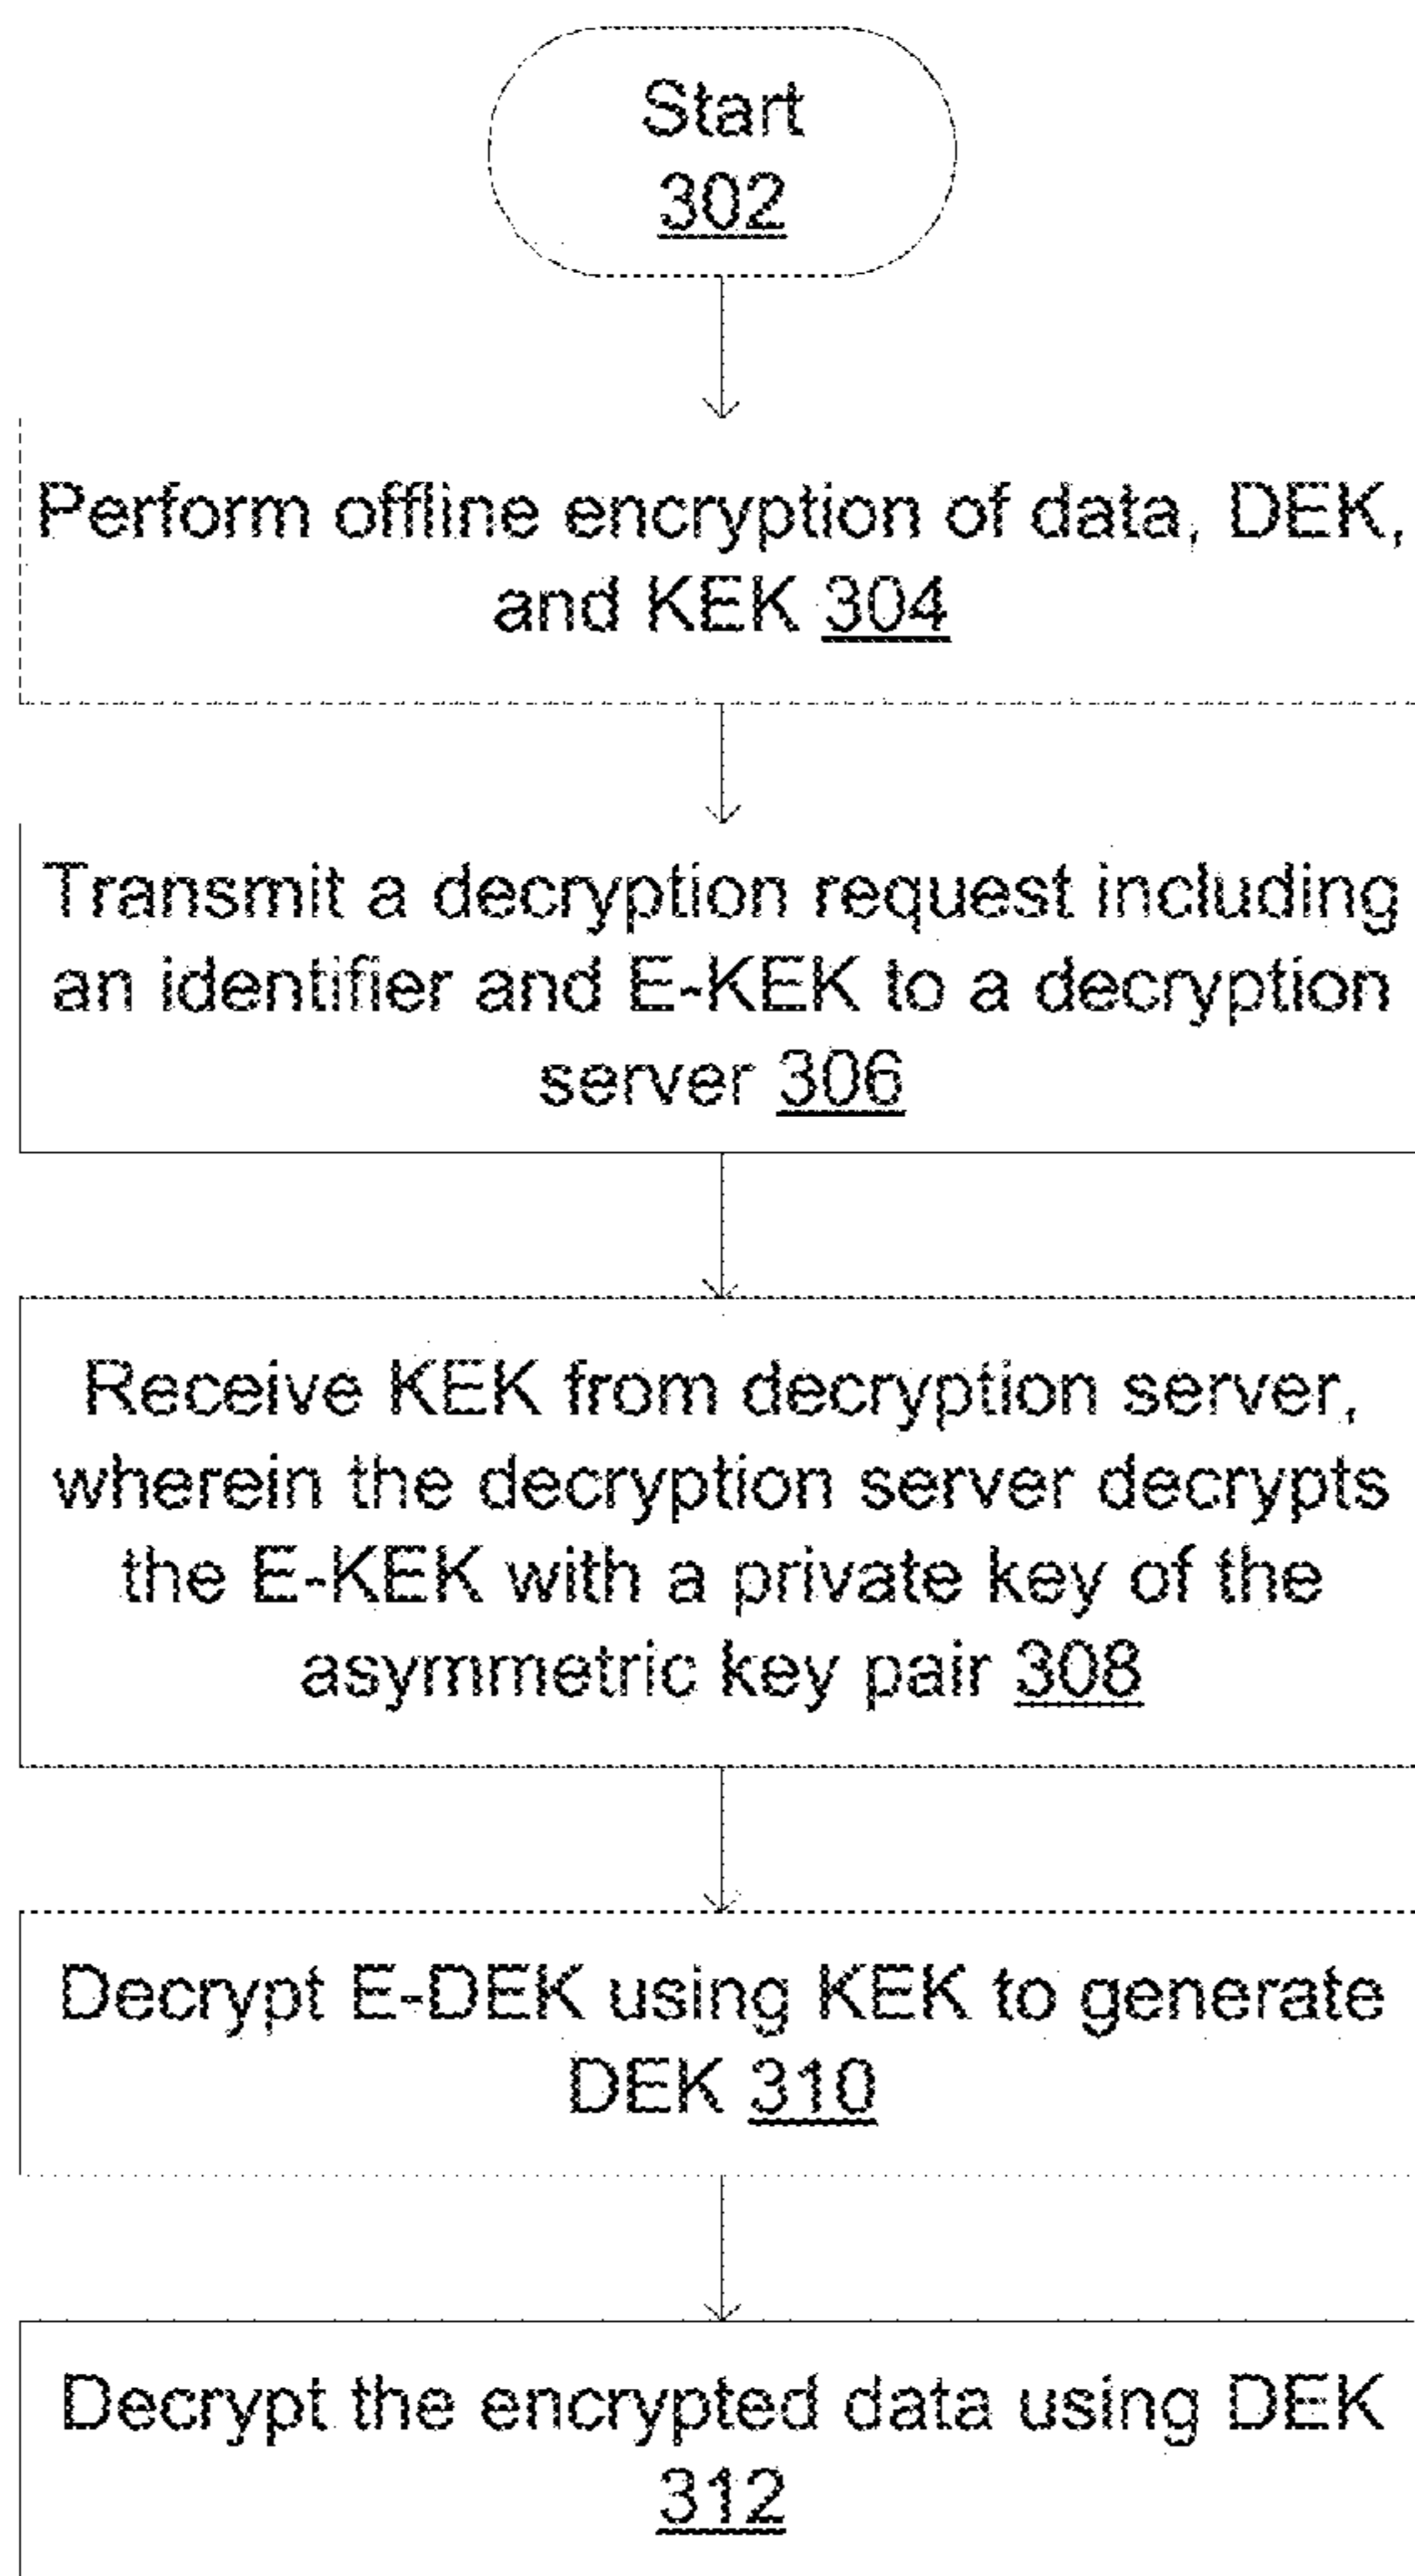 Start
302
Perform offline encryption of data, DEK,
and KEK 304
Transmit a decryption request including
an identifier and E-KEK to a decryption
server 306
Receive KEK from decryption server,
wherein the decryption server decrypts
the E-KEK with a private key of the
asymmetric key pair 308
Decrypt E-DEK using KEK to generate
DEK 310
Decrypt the encrypted data using DEK
312